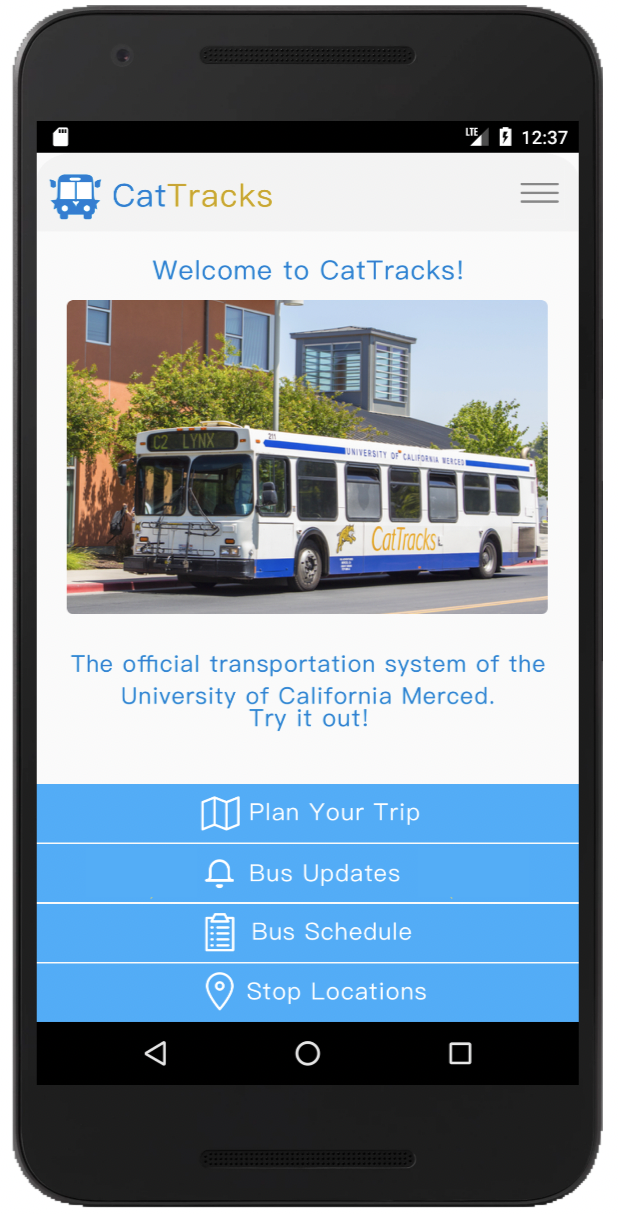 LTE 12:37
CatTracks
Welcome to CatTracks!
C2 LYNX
211
UNIVERSITY OF CALIFORNIA MERCED
CatTracks
The official transportation system of the
University of California Merced.
Try it out!
Plan Your Trip
Bus Updates
Bus Schedule
Stop Locations